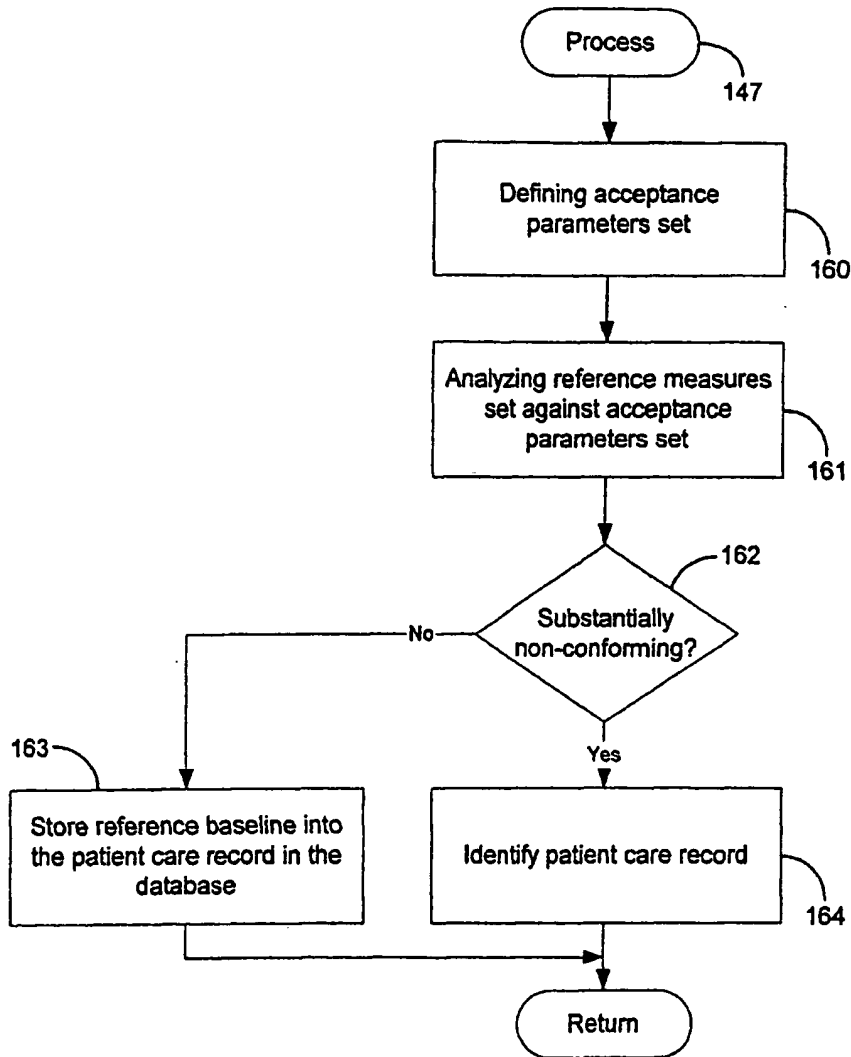 Process
147
Defining acceptance
parameters set
160
Analyzing reference measures
set against acceptance
parameters set
161
162
Substantially
non-conforming?
No
Yes
163
Store reference baseline into
the patient care record in the
database
Identify patient care record
164
Return